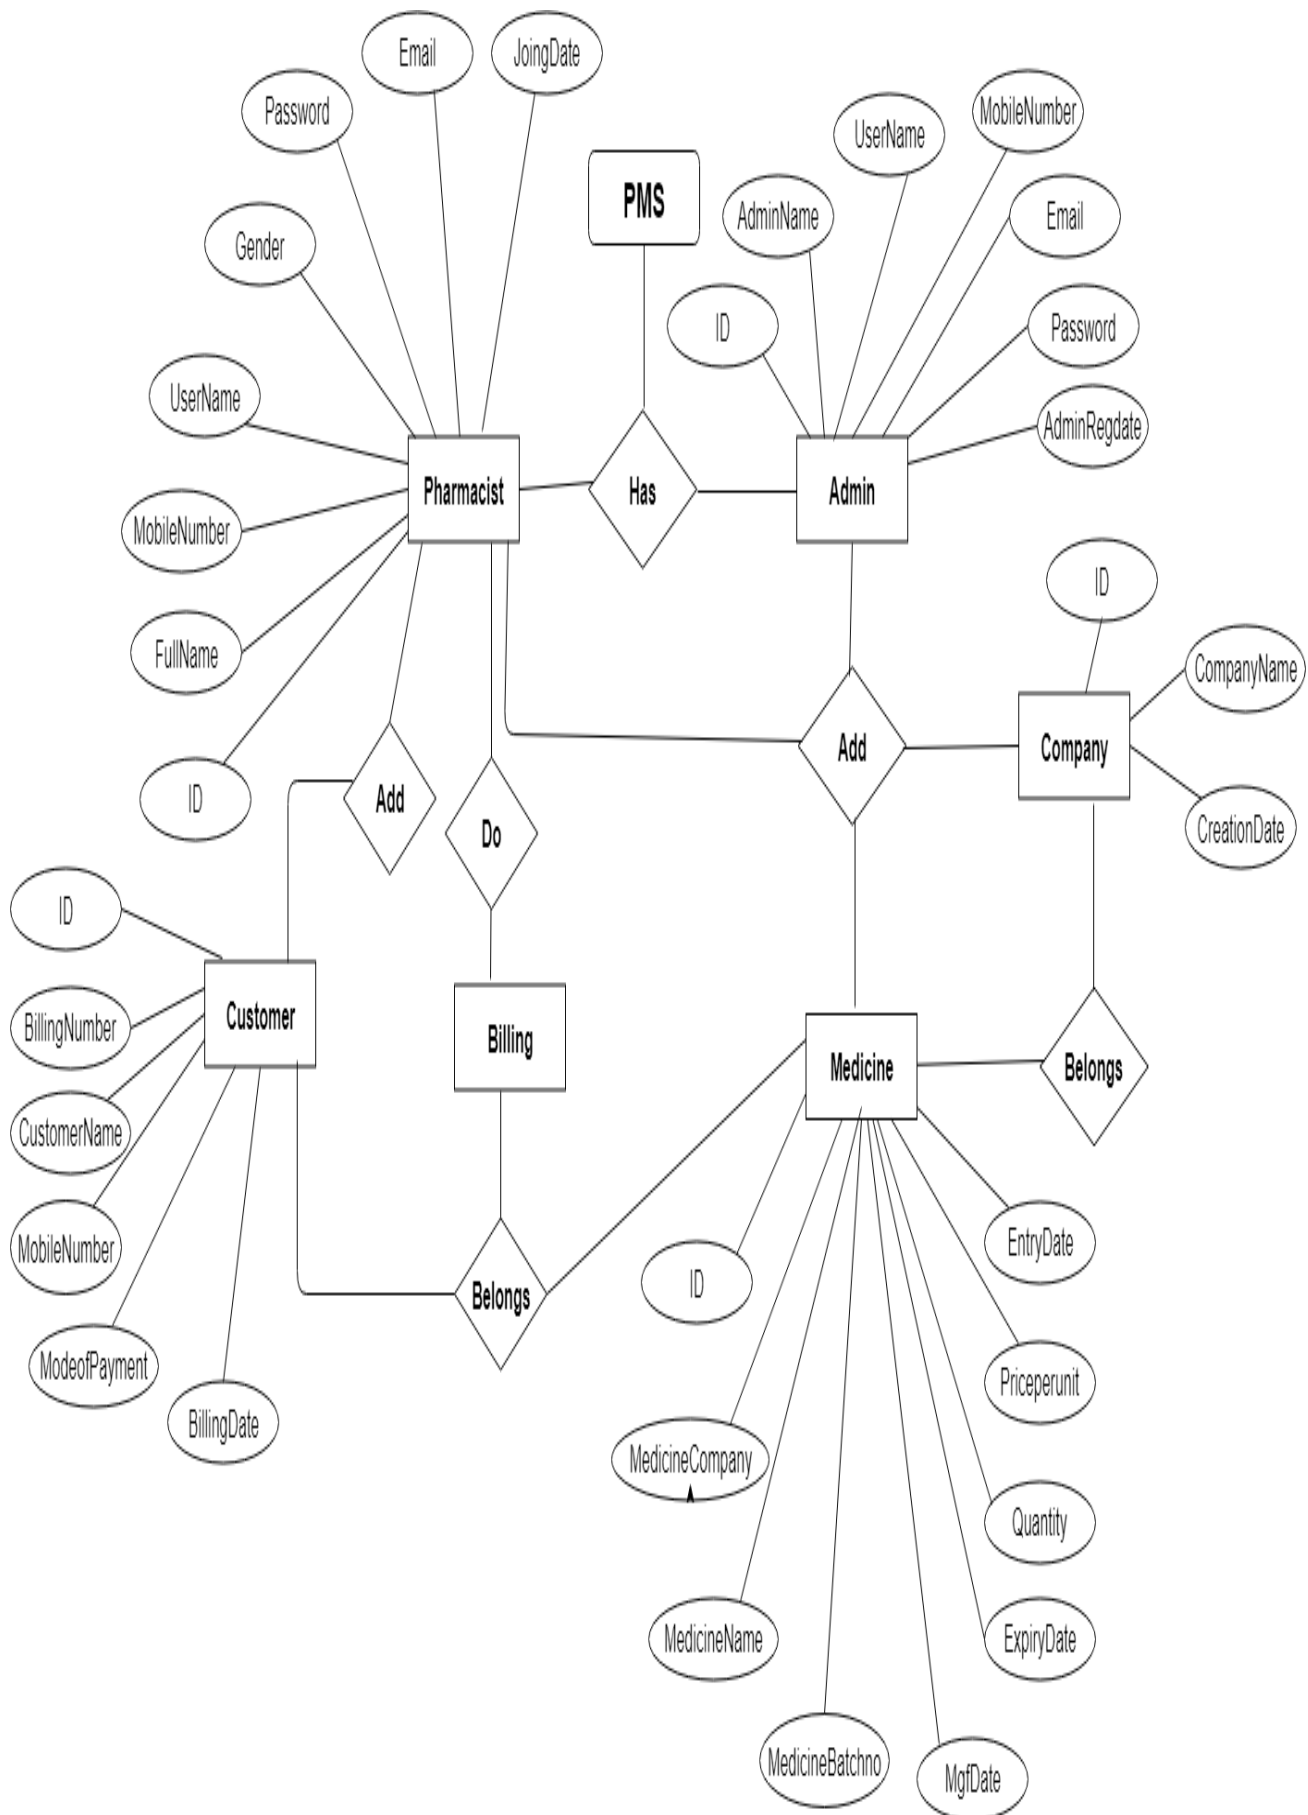 Email
JoingDate
Password
MobileNumber
UserName
PMS
AdminName
Email
Gender
ID
Password
UserName
AdminRegdate
Pharmacist
Has
Admin
MobileNumber
ID
FullName
CompanyName
Add
Company
ID
Add
Do
CreationDate
ID
Customer
BillingNumber
Billing
Medicine
Belongs
CustomerName
MobileNumber
EntryDate
ID
Belongs
ModeofPayment
Priceperunit
BillingDate
MedicineCompany
Quantity
MedicineName
ExpiryDate
MedicineBatchno
MgfDate